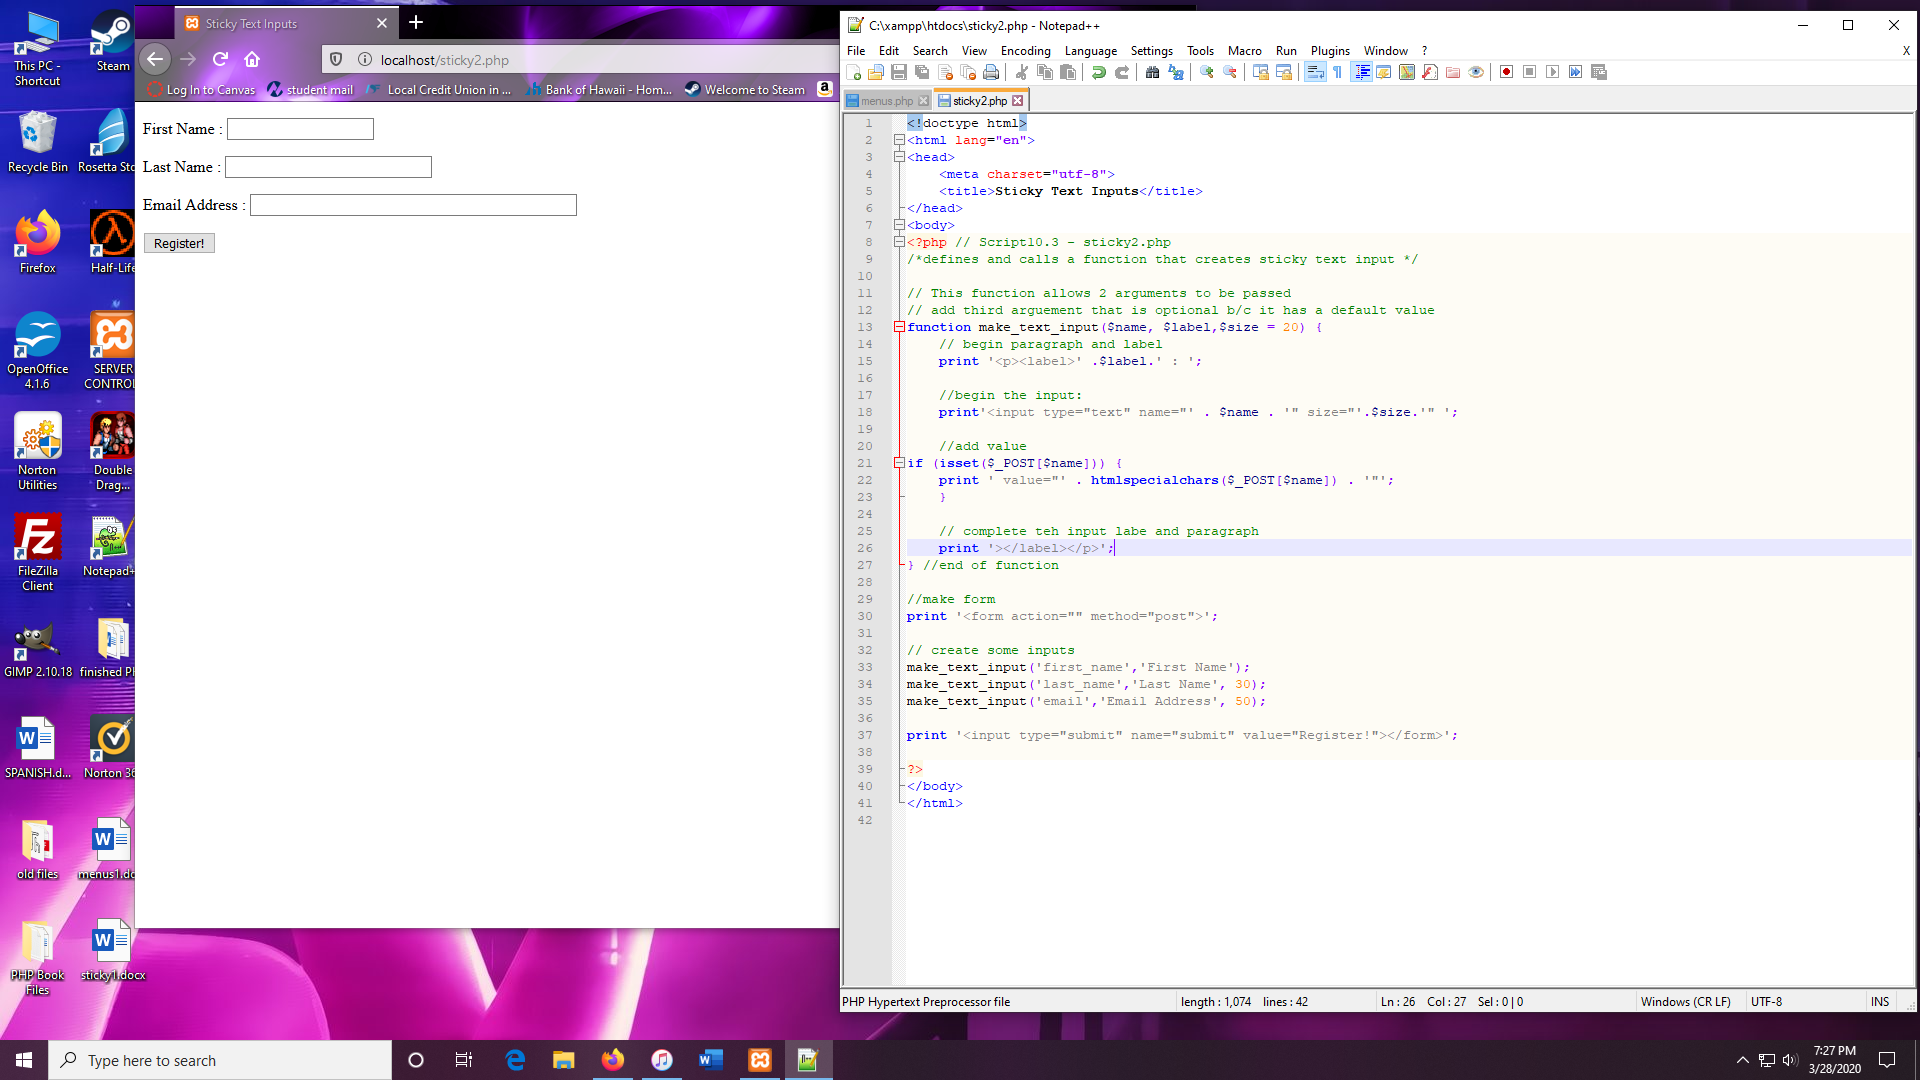 This PC - Shortcut
Steam
Recycle Bin
Rosetta Sto
Firefox
Half-Life
OpenOffice 4.1.6
SERVER CONTROL
Norton Utilities
Double Drag...
FileZilla Client
Notepad+
GIMP 2.10.18
finished PH
SPANISH.d...
Norton 36
old files
menus1.do
PHP Book Files
sticky1.docx
Sticky Text Inputs
localhost/sticky2.php
Log In to Canvas
student mail
Local Credit Union in ...
Bank of Hawaii - Hom...
Welcome to Steam
First Name :
Last Name :
Email Address :
Register!
C:\xampp\htdocs\sticky2.php - Notepad++
File Edit Search View Encoding Language Settings Tools Macro Run Plugins Window ? X
menus.php
sticky2.php
1 <!doctype html>
2 <html lang="en">
3 <head>
4 <meta charset="utf-8">
5 <title>Sticky Text Inputs</title>
6 </head>
7 <body>
8 <?php // Script10.3 - sticky2.php
9 /*defines and calls a function that creates sticky text input */
10
11 // This function allows 2 arguments to be passed
12 // add third arguement that is optional b/c it has a default value
13 function make_text_input($name, $label,$size = 20) {
14 // begin paragraph and label
15 print '<p><label>' .$label.' : ';
16
17 //begin the input:
18 print'<input type="text" name="' . $name . '" size="'.$size.'" ';
19
20 //add value
21 if (isset($_POST[$name])) {
22 print ' value="' . htmlspecialchars($_POST[$name]) . '"';
23 }
24
25 // complete teh input labe and paragraph
26 print '></label></p>';
27 } //end of function
28
29 //make form
30 print '<form action="" method="post">';
31
32 // create some inputs
33 make_text_input('first_name','First Name');
34 make_text_input('last_name','Last Name', 30);
35 make_text_input('email','Email Address', 50);
36
37 print '<input type="submit" name="submit" value="Register!"></form>';
38
39 ?>
40 </body>
41 </html>
42
PHP Hypertext Preprocessor file
length : 1,074 lines : 42
Ln : 26 Col : 27 Sel : 0 | 0
Windows (CR LF)
UTF-8
INS
Type here to search
7:27 PM
3/28/2020